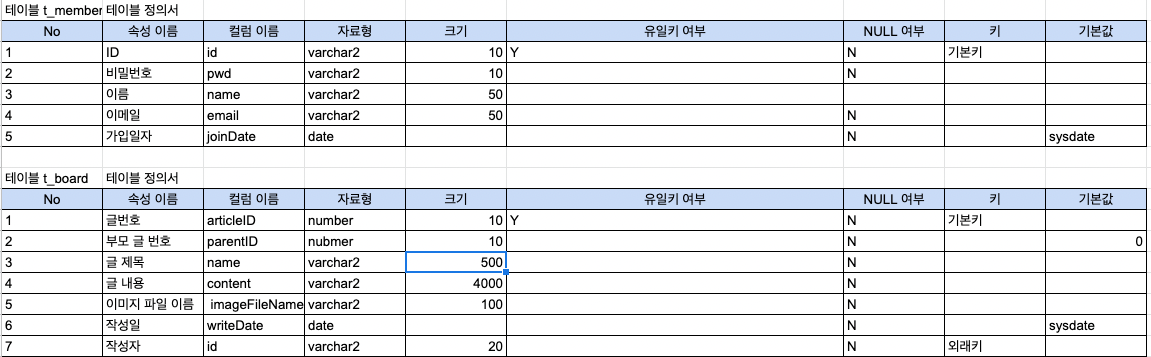 테이블 t_member 테이블 정의서
No 속성 이름 컬럼 이름 자료형 크기 유일키 여부 NULL 여부 키 기본값
1 ID id varchar2 10 Y N 기본키
2 비밀번호 pwd varchar2 10 N
3 이름 name varchar2 50
4 이메일 email varchar2 50 N
5 가입일자 joinDate date N sysdate
테이블 t_board 테이블 정의서
No 속성 이름 컬럼 이름 자료형 크기 유일키 여부 NULL 여부 키 기본값
1 글번호 articleID number 10 Y N 기본키
2 부모 글 번호 parentID nubmer 10 N 0
3 글 제목 name varchar2 500 N
4 글 내용 content varchar2 4000 N
5 이미지 파일 이름 imageFileName varchar2 100 N
6 작성일 writeDate date N sysdate
7 작성자 id varchar2 20 N 외래키